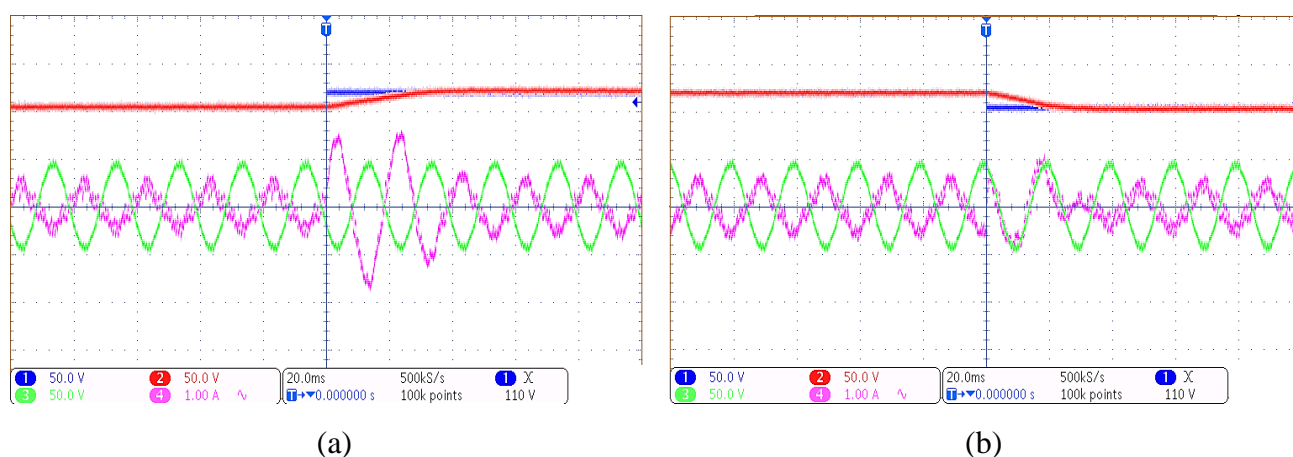 T
1 50.0 V 2 50.0 V
3 50.0 V 4 1.00 A ∿
20.0ms 500kS/s 1 X
T→▼0.000000 s 100k points 110 V
(a)
T
1 50.0 V 2 50.0 V
3 50.0 V 4 1.00 A ∿
20.0ms 500kS/s 1 X
T→▼0.000000 s 100k points 110 V
(b)